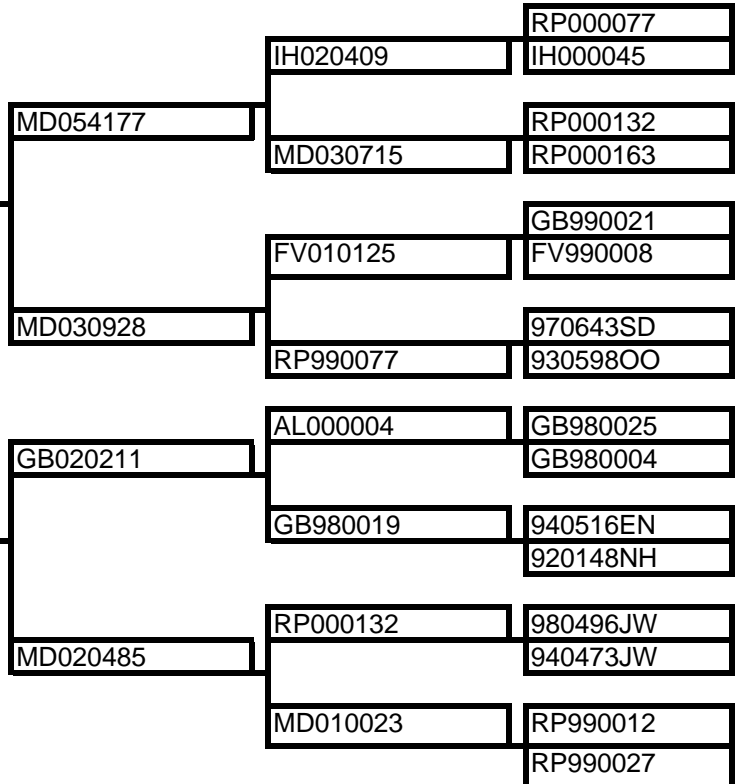 RP000077
IH020409
IH000045
MD054177
RP000132
MD030715
RP000163
GB990021
FV010125
FV990008
MD030928
970643SD
RP990077
930598OO
AL000004
GB980025
GB020211
GB980004
GB980019
940516EN
920148NH
RP000132
980496JW
MD020485
940473JW
MD010023
RP990012
RP990027